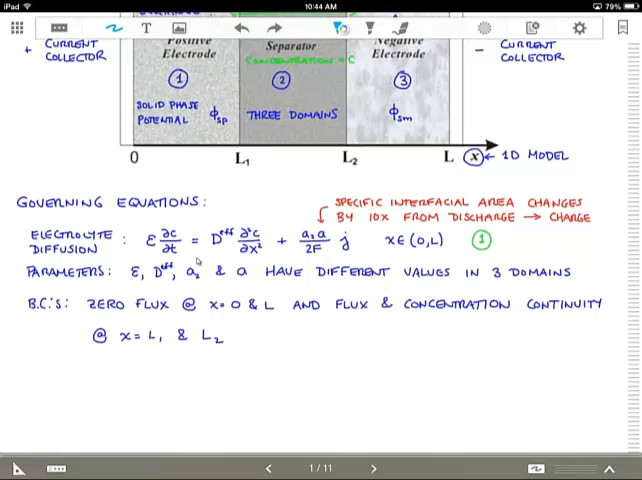 iPad
10:44 AM
79%
+ CURRENT COLLECTOR
Positive Electrode
Separator
CONCENTRATION = C
Negative Electrode
- CURRENT COLLECTOR
1
2
3
SOLID PHASE POTENTIAL ϕsp
THREE DOMAINS
ϕsm
0
L1
L2
L
x ← 1D MODEL
GOVERNING EQUATIONS:
SPECIFIC INTERFACIAL AREA CHANGES
BY 10X FROM DISCHARGE → CHARGE
ELECTROLYTE DIFFUSION : ε ∂c/∂t = D^eff ∂²c/∂x² + a₂a/2F j x∈(0,L) 1
PARAMETERS: ε, D^eff, a₂ & a HAVE DIFFERENT VALUES IN 3 DOMAINS
B.C.'S: ZERO FLUX @ x=0 & L AND FLUX & CONCENTRATION CONTINUITY
@ x=L₁ & L₂
1 / 11